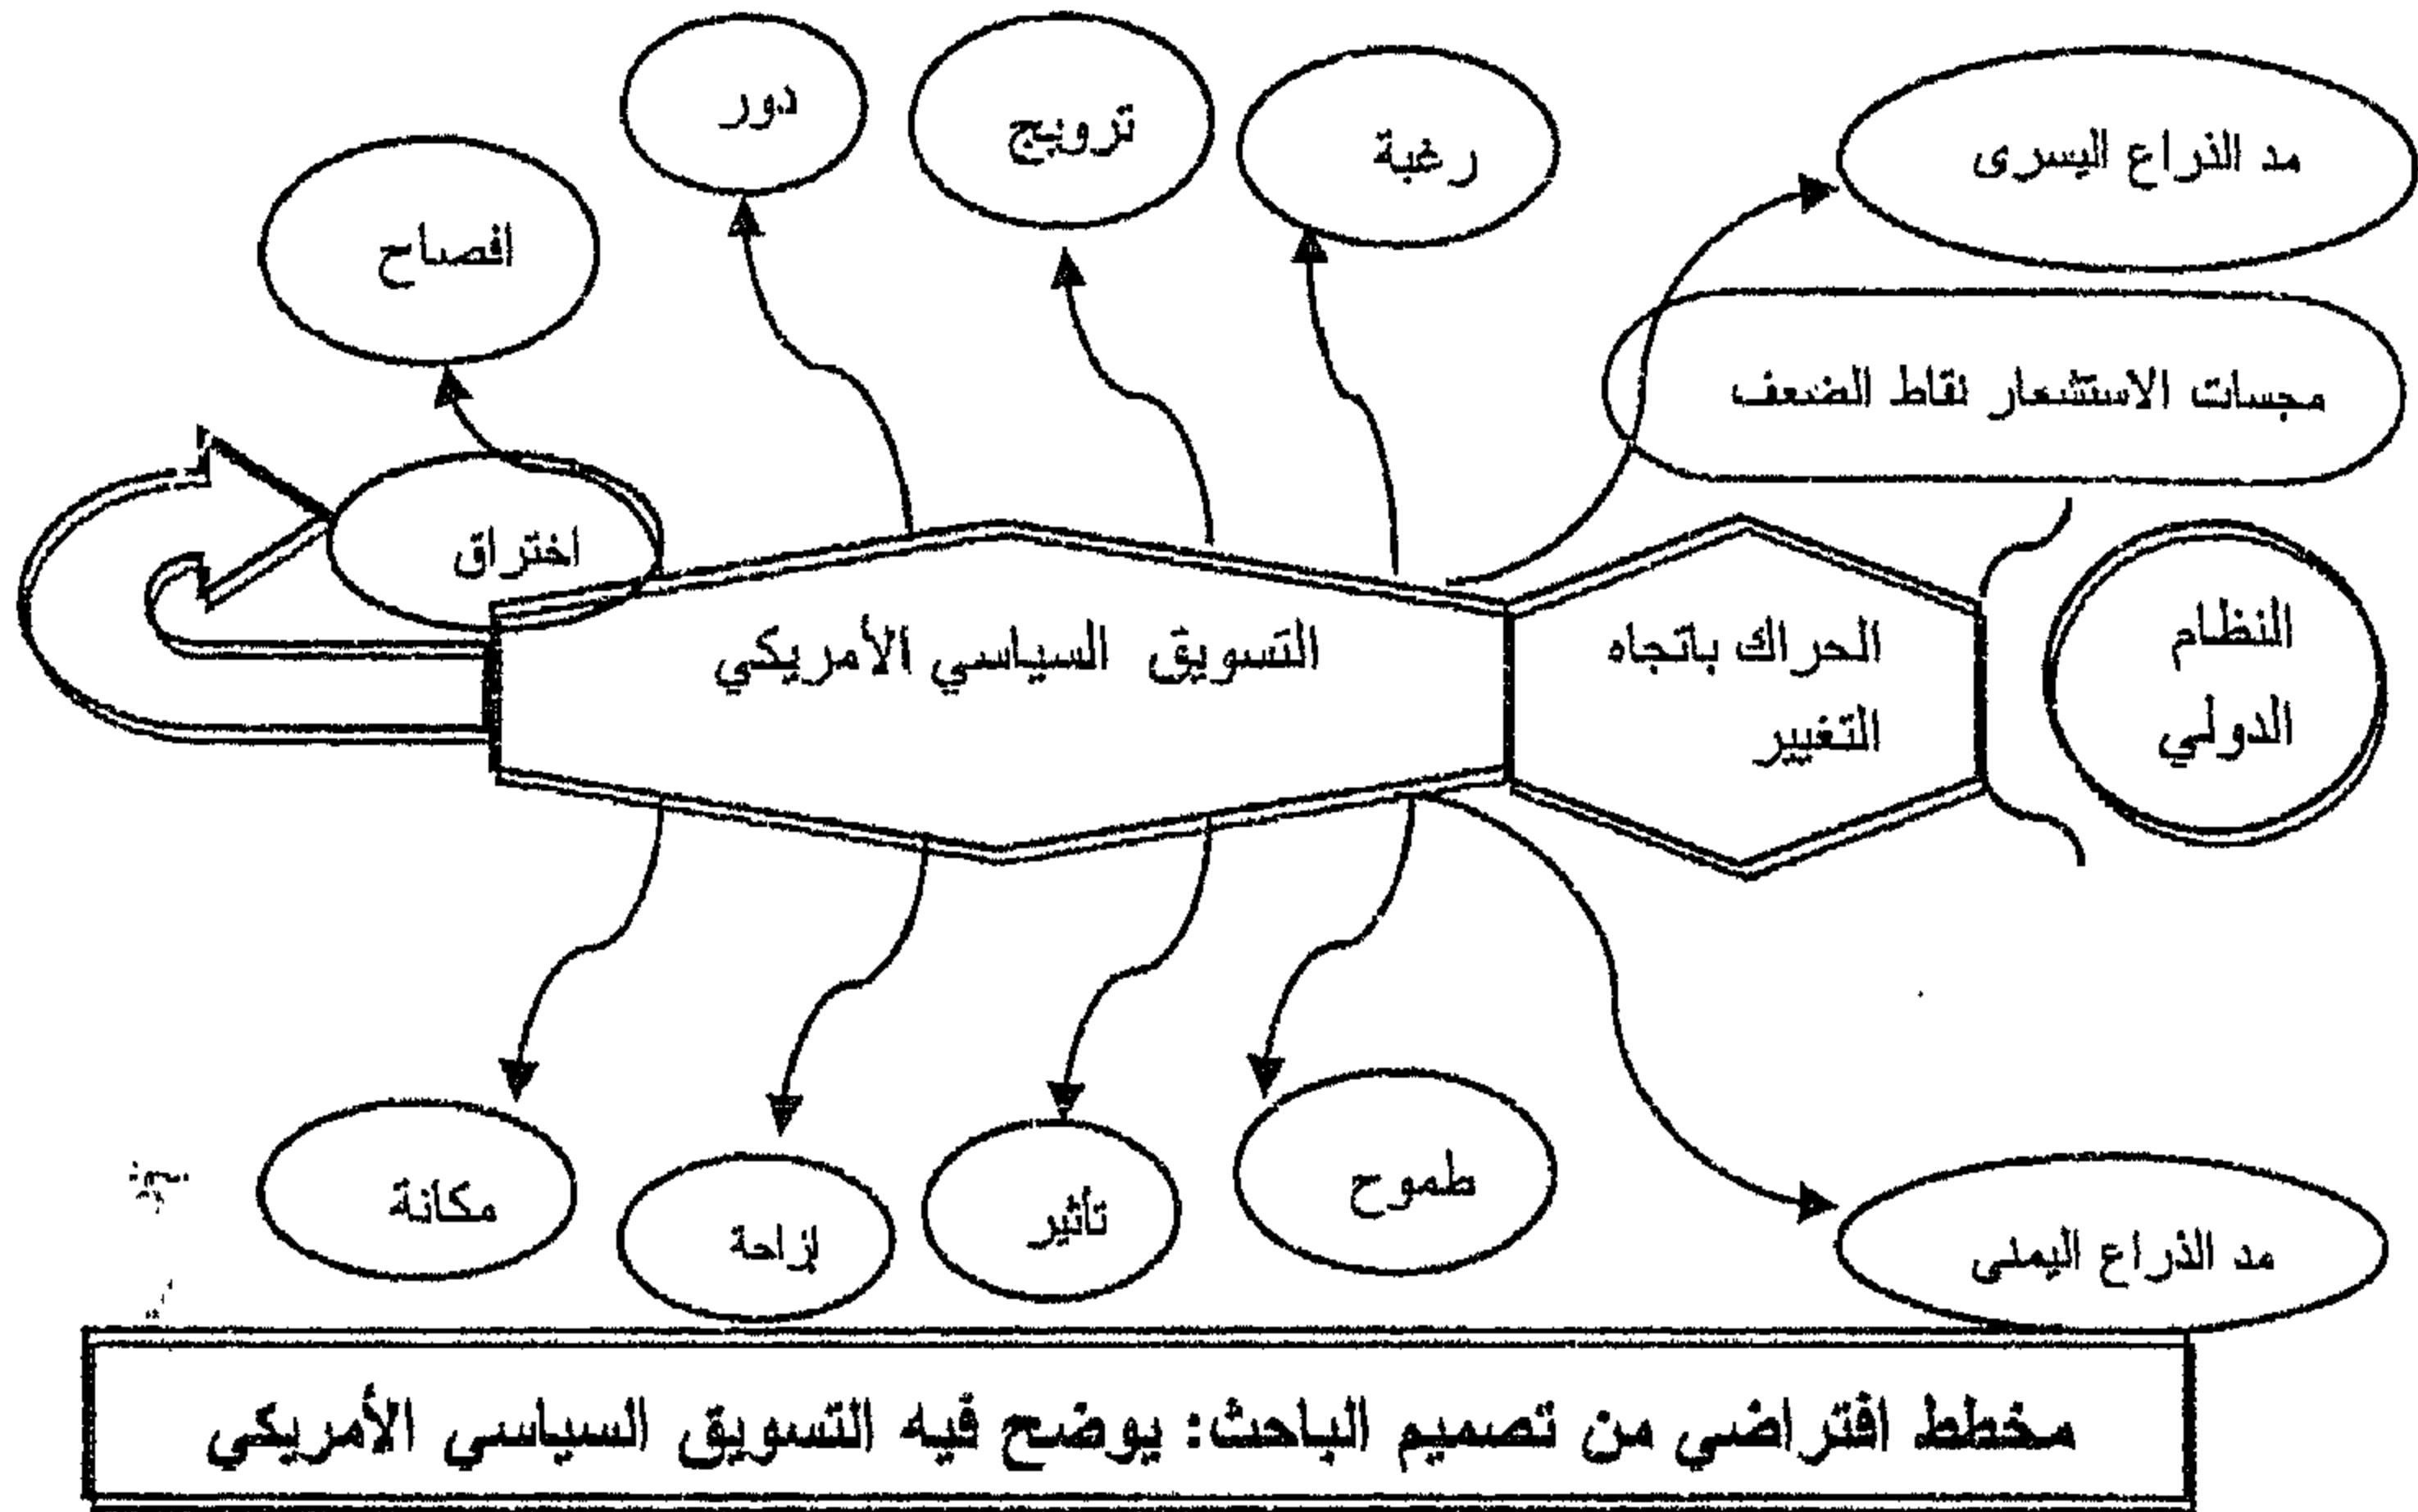 دور
ترويج
رغبة
مد الذراع اليسرى
افصاح
مجسات الاستشعار نقاط الضعف
اختراق
التسويق السياسي الأمريكي
الحراك باتجاه
التغيير
النظام
الدولي
مكانة
إزاحة
تأثير
طموح
مد الذراع اليمنى
مخطط افتراضي من تصميم الباحث: يوضح فيه التسويق السياسي الأمريكي